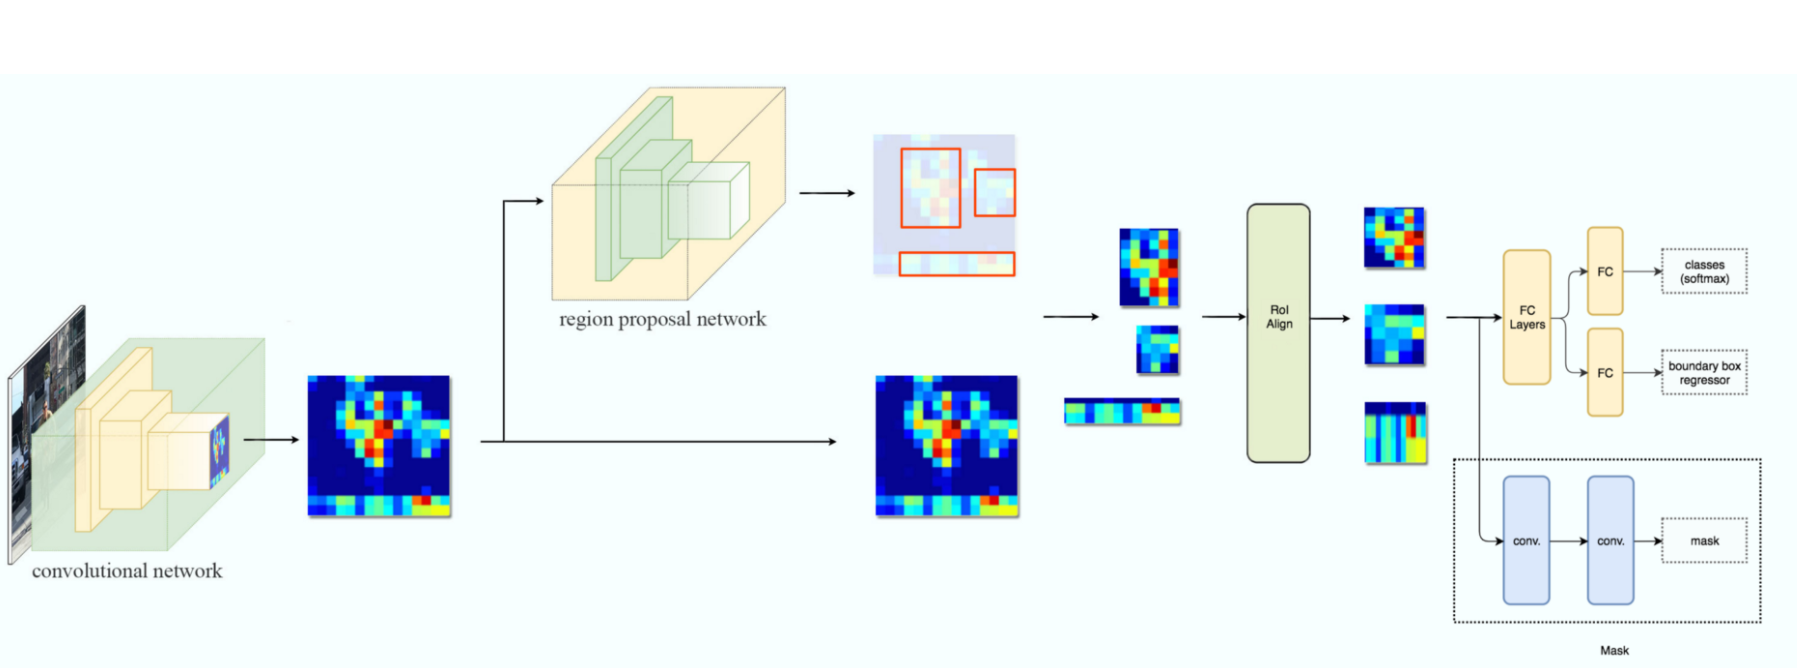 convolutional network
region proposal network
RoI
Align
FC
Layers
FC
classes
(softmax)
FC
boundary box
regressor
conv.
conv.
mask
Mask